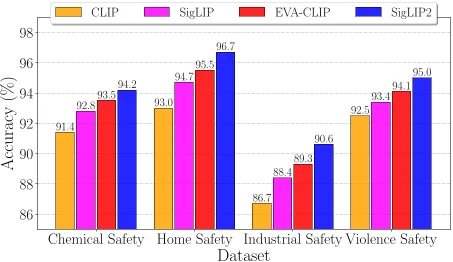 CLIP SigLIP EVA-CLIP SigLIP2
Accuracy (%)
98
96
94
92
90
88
86
91.4 92.8 93.5 94.2
93.0 94.7 95.5 96.7
86.7 88.4 89.3 90.6
92.5 93.4 94.1 95.0
Chemical Safety Home Safety Industrial Safety Violence Safety
Dataset